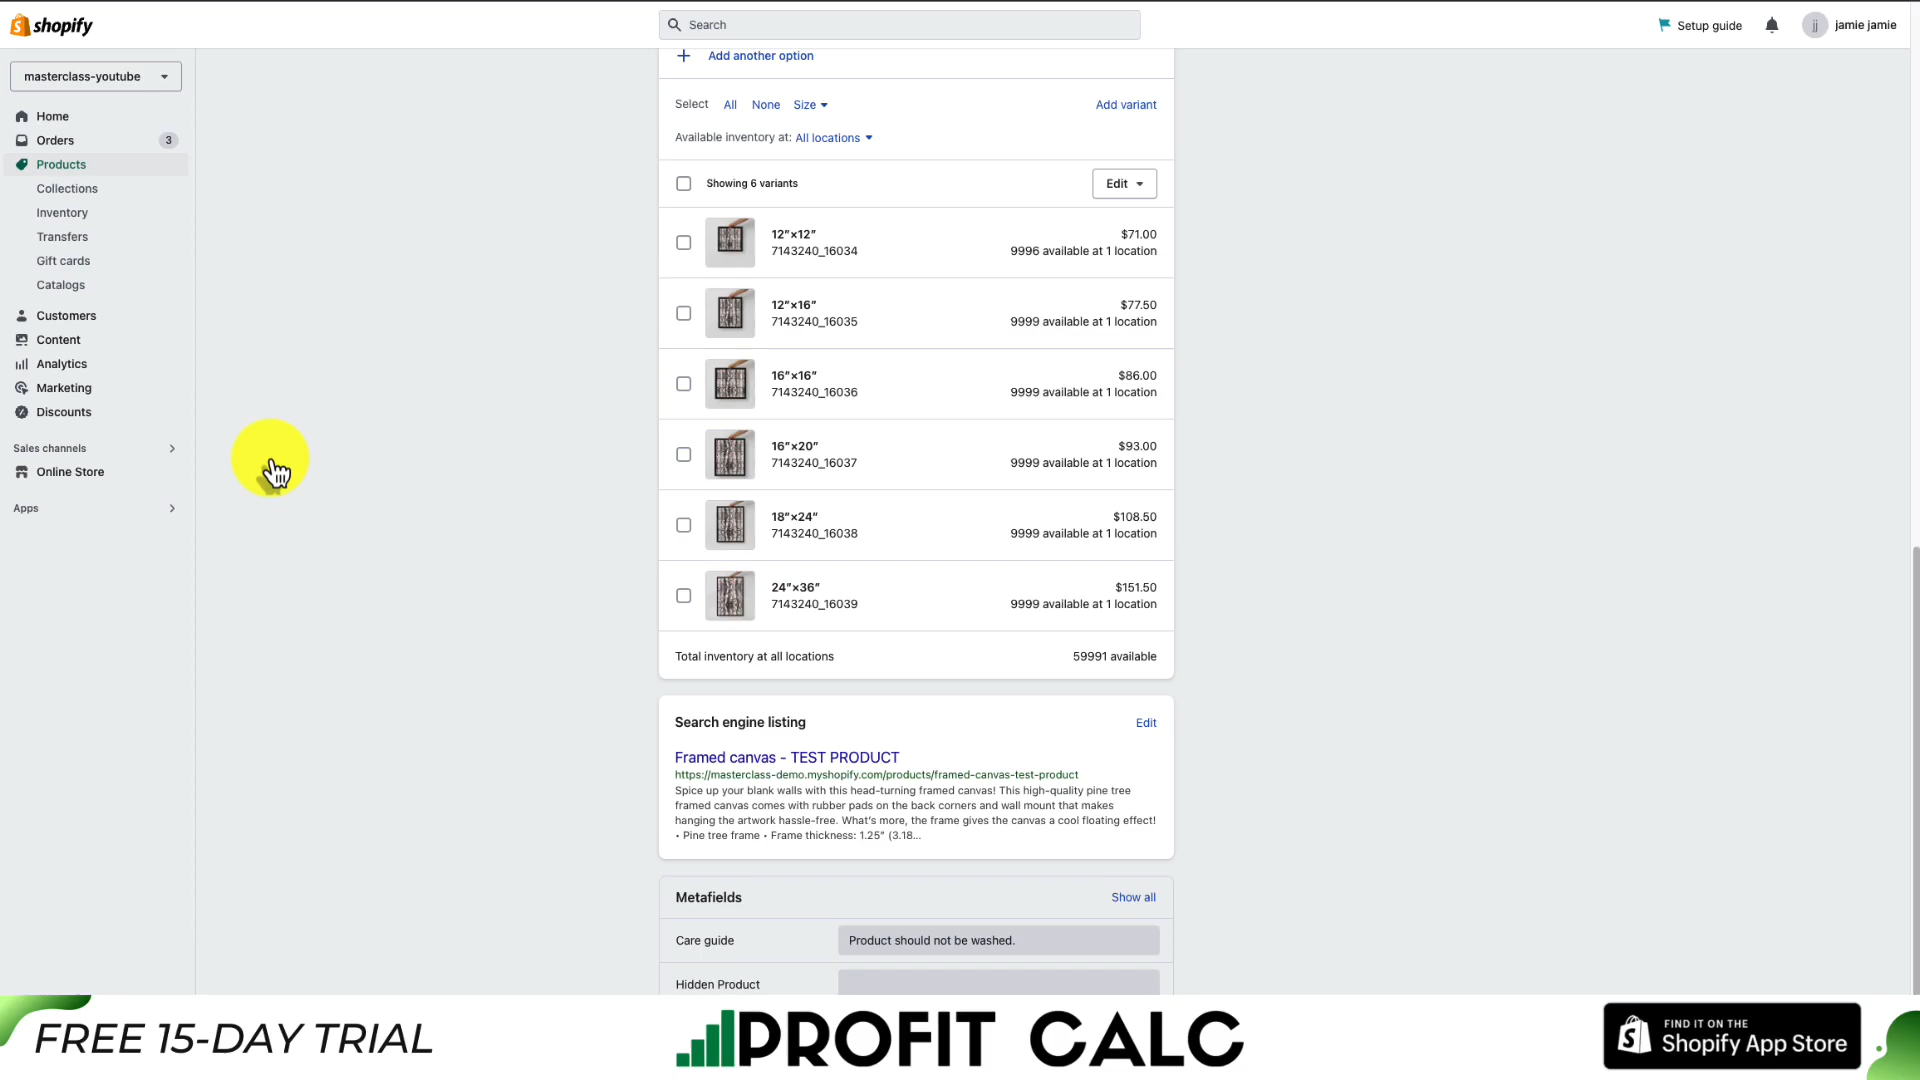 shopify
Search
Setup guide
jj
jamie jamie
masterclass-youtube
Home
Orders
3
Products
Collections
Inventory
Transfers
Gift cards
Catalogs
Customers
Content
Analytics
Marketing
Discounts
Sales channels
Online Store
Apps
Add another option
Select All None Size
Add variant
Available inventory at: All locations
Showing 6 variants
Edit
12″×12″
$71.00
7143240_16034
9996 available at 1 location
12″×16″
$77.50
7143240_16035
9999 available at 1 location
16″×16″
$86.00
7143240_16036
9999 available at 1 location
16″×20″
$93.00
7143240_16037
9999 available at 1 location
18″×24″
$108.50
7143240_16038
9999 available at 1 location
24″×36″
$151.50
7143240_16039
9999 available at 1 location
Total inventory at all locations
59991 available
Search engine listing
Edit
Framed canvas - TEST PRODUCT
https://masterclass-demo.myshopify.com/products/framed-canvas-test-product
Spice up your blank walls with this head-turning framed canvas! This high-quality pine tree
framed canvas comes with rubber pads on the back corners and wall mount that makes
hanging the artwork hassle-free. What's more, the frame gives the canvas a cool floating effect!
• Pine tree frame • Frame thickness: 1.25″ (3.18...
Metafields
Show all
Care guide
Product should not be washed.
Hidden Product
FREE 15-DAY TRIAL
PROFIT CALC
FIND IT ON THE
Shopify App Store